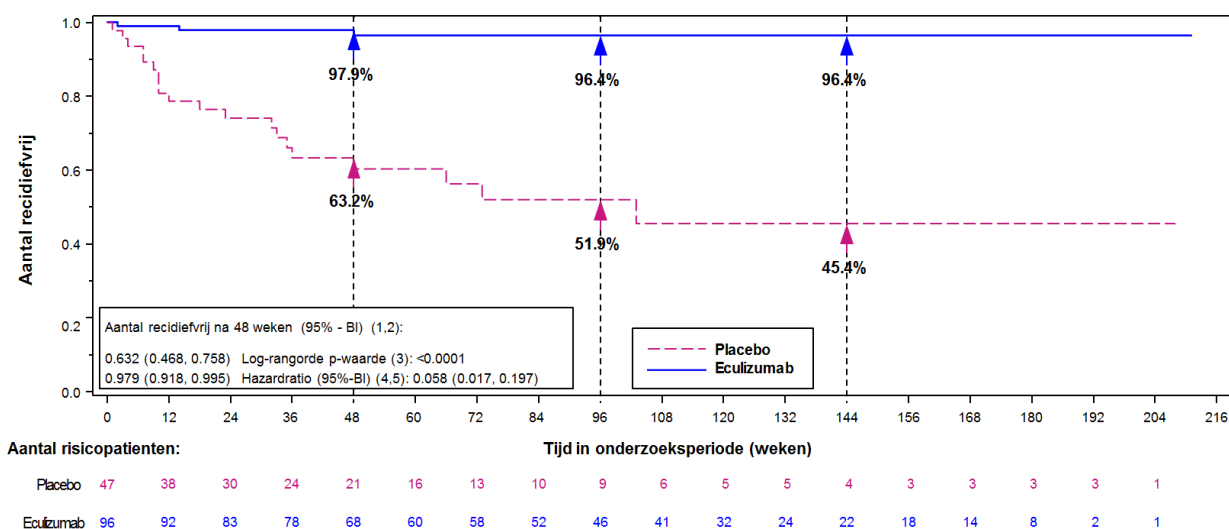 1.0
0.8
0.6
0.4
0.2
0.0
Aantal recidiefvrij
97.9%
96.4%
96.4%
63.2%
51.9%
45.4%
Aantal recidiefvrij na 48 weken (95% - BI) (1,2):
0.632 (0.468, 0.758) Log-rangorde p-waarde (3): <0.0001
0.979 (0.918, 0.995) Hazardratio (95%-BI) (4,5): 0.058 (0.017, 0.197)
Placebo
Eculizumab
0 12 24 36 48 60 72 84 96 108 120 132 144 156 168 180 192 204 216
Aantal risicopatienten: Tijd in onderzoeksperiode (weken)
Placebo 47 38 30 24 21 16 13 10 9 6 5 5 4 3 3 3 3 1
Eculizumab 96 92 83 78 68 60 58 52 46 41 32 24 22 18 14 8 2 1